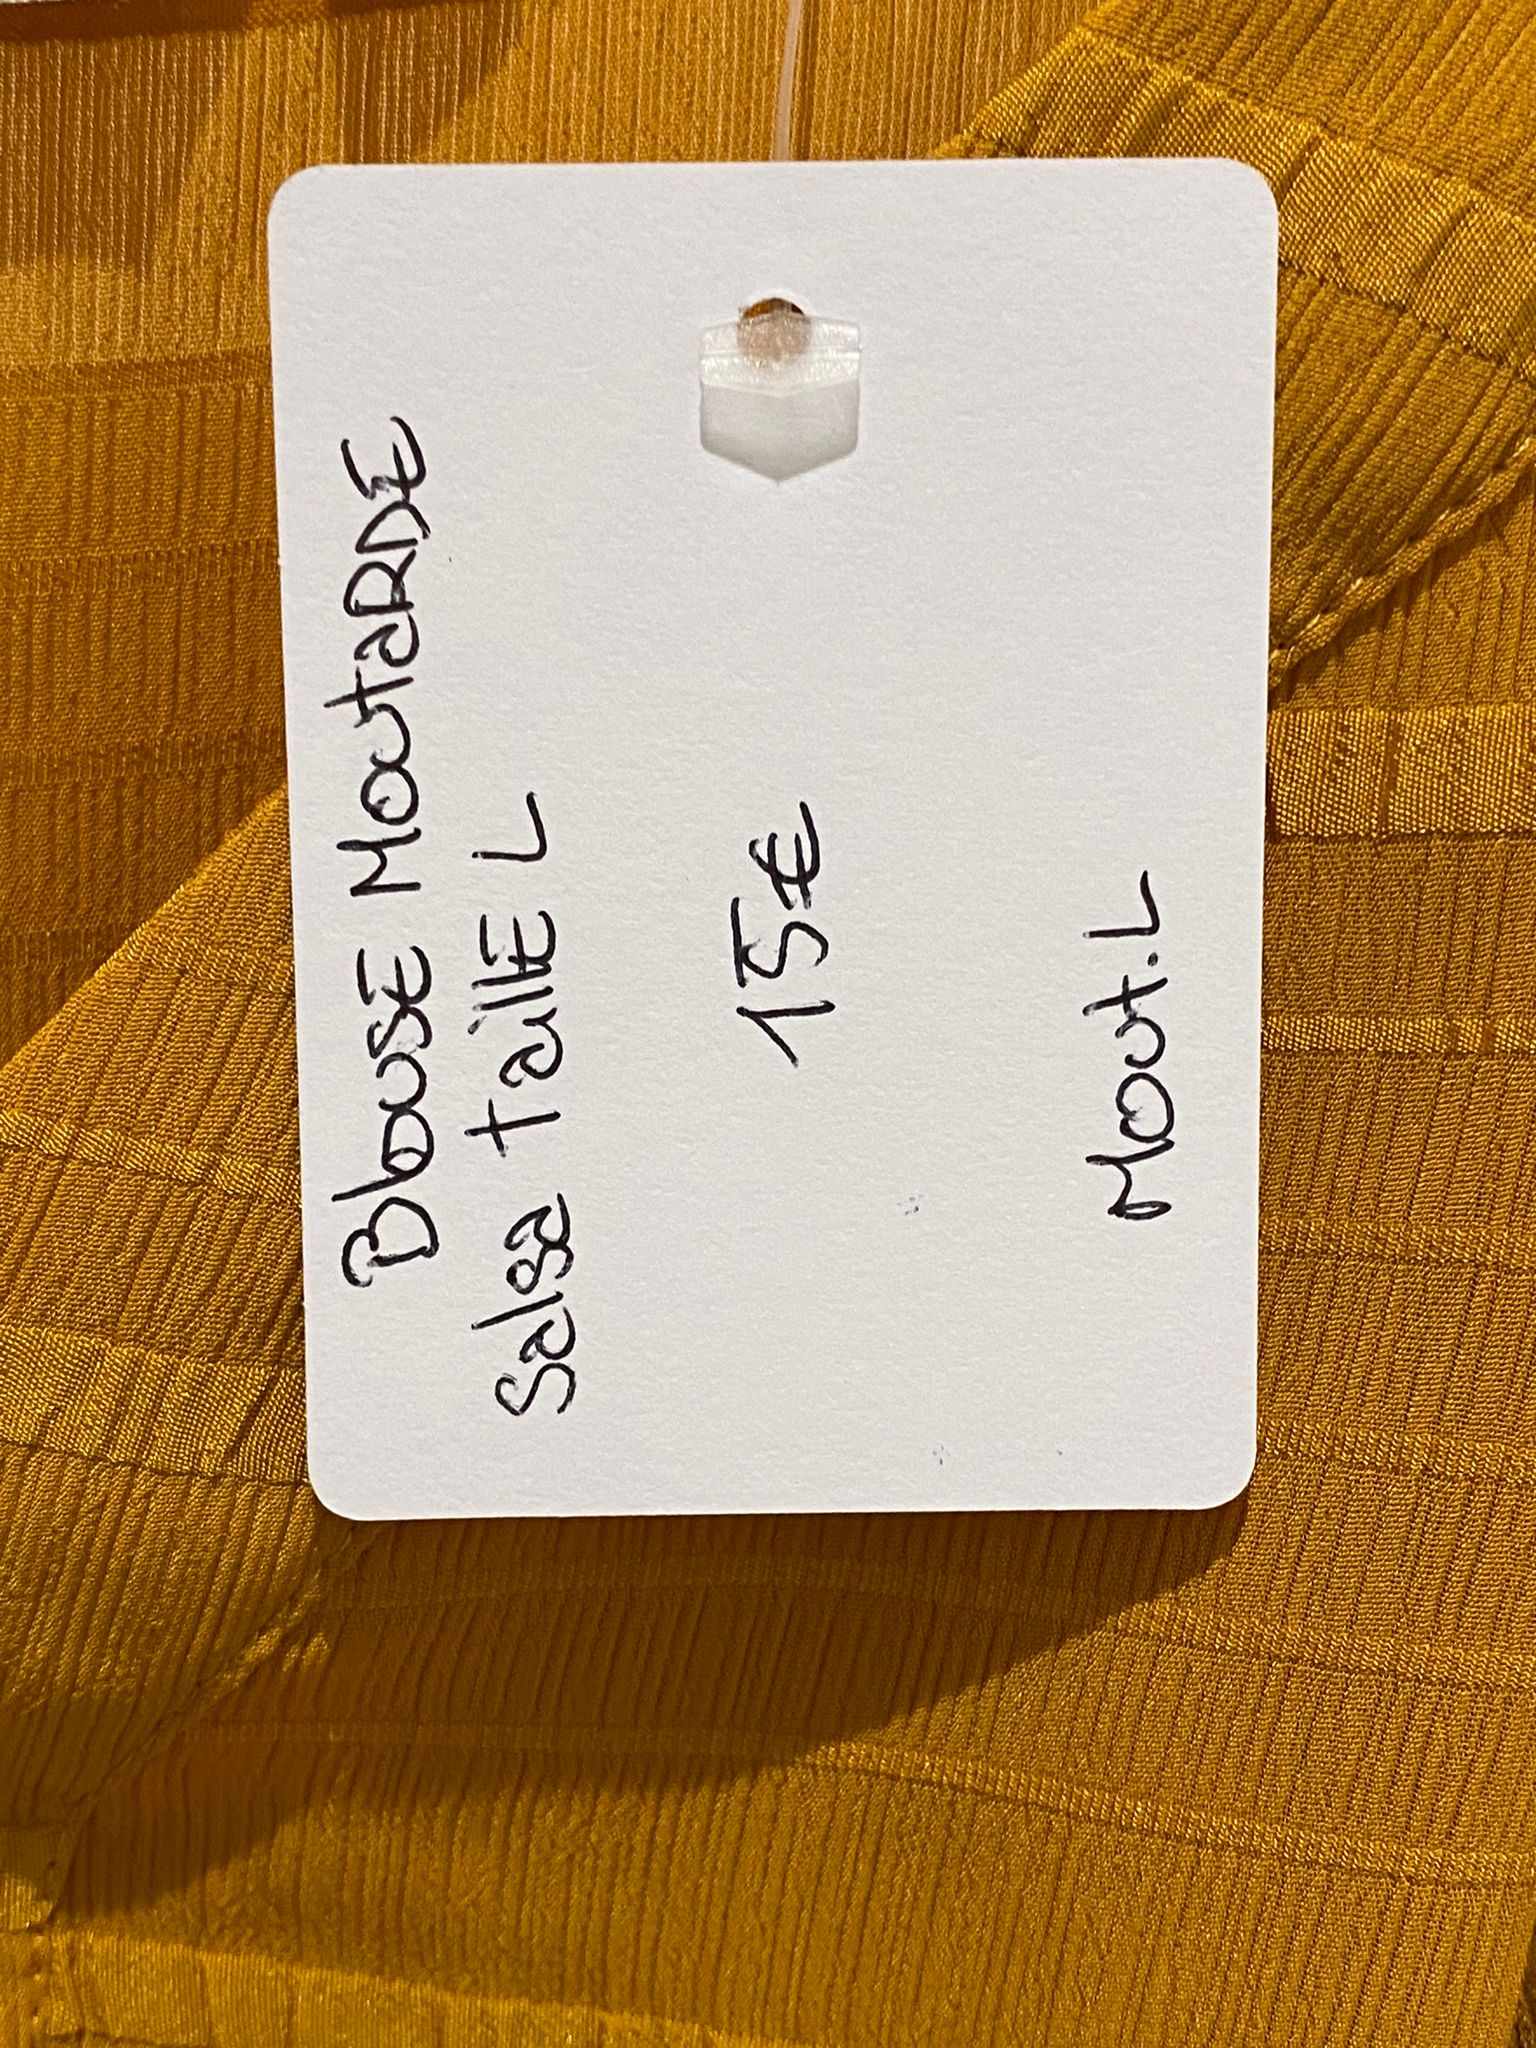 Blouse MoutaRDE
Salsa Taille L
15€
Mout. L